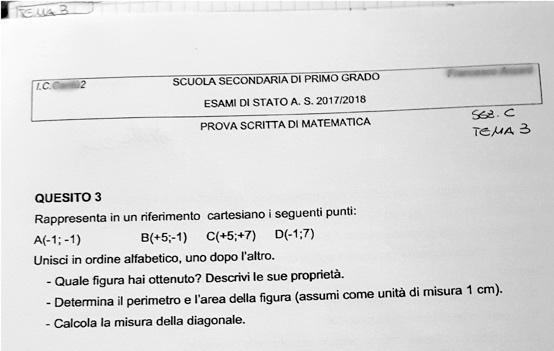 TEMA 3
I.C. 2
SCUOLA SECONDARIA DI PRIMO GRADO
ESAMI DI STATO A. S. 2017/2018
PROVA SCRITTA DI MATEMATICA
SEZ. C
TEMA 3
QUESITO 3
Rappresenta in un riferimento cartesiano i seguenti punti:
A(-1; -1) B(+5;-1) C(+5;+7) D(-1;7)
Unisci in ordine alfabetico, uno dopo l'altro.
- Quale figura hai ottenuto? Descrivi le sue proprietà.
- Determina il perimetro e l'area della figura (assumi come unità di misura 1 cm).
- Calcola la misura della diagonale.